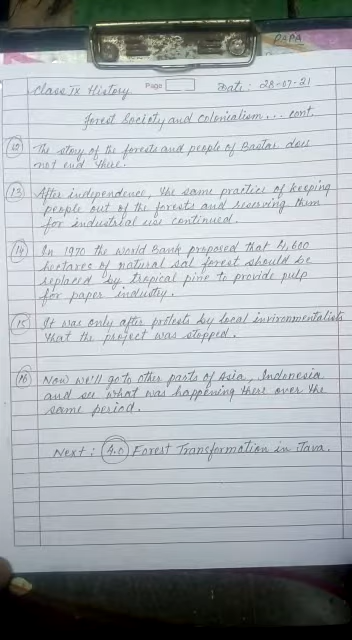 PAPA
Class IX History Page Date: 28-07-21
Forest Society and Colonialism... cont.
(12) The story of the forests and people of Bastar does
not end there.
(13) After independence, the same practice of keeping
people out of the forests and reserving them
for industrial use continued.
(14) In 1970 the World Bank proposed that 4,600
hectares of natural sal forest should be
replaced by tropical pine to provide pulp
for paper industry.
(15) It was only after protests by local invironmentalists
that the project was stopped.
(16) Now we'll go to other parts of Asia, Indonesia
and see what was happening there over the
same period.
Next: (4.0) Forest Transformation in Java.